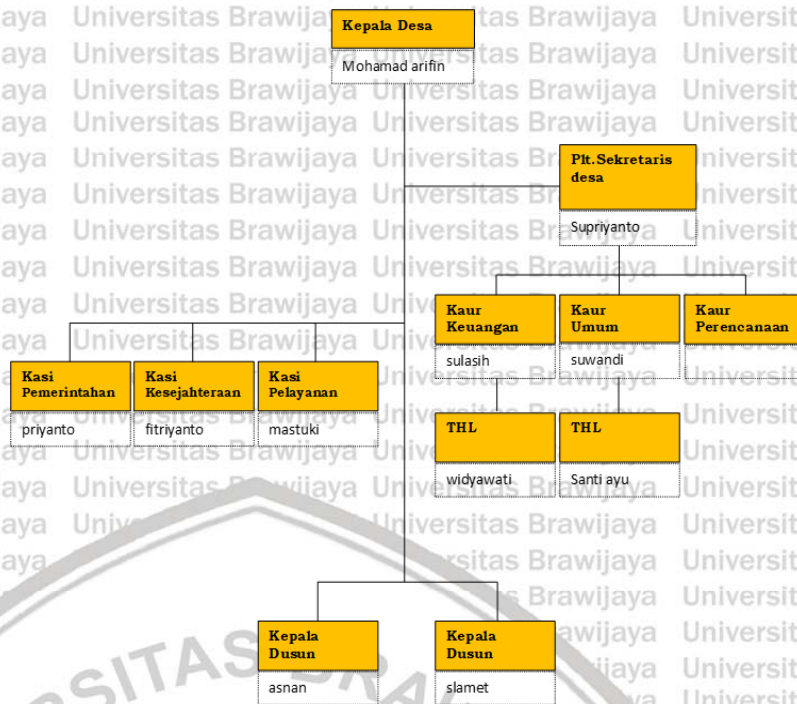 Kepala Desa
Mohamad arifin
Plt.Sekretaris
desa
Supriyanto
Kaur
Keuangan
sulasih
Kaur
Umum
suwandi
Kaur
Perencanaan
Kasi
Pemerintahan
priyanto
Kasi
Kesejahteraan
fitriyanto
Kasi
Pelayanan
mastuki
THL
widyawati
THL
Santi ayu
Kepala
Dusun
asnan
Kepala
Dusun
slamet